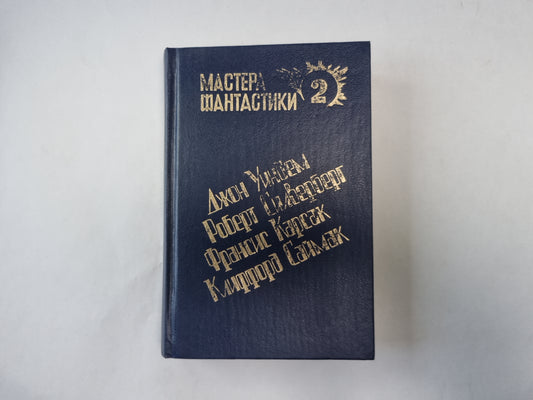 МАСТЕРА
ФАНТАСТИКИ
2
Джон Уиндем
Роберт Сильверберг
Франсис Карсак
Клиффорд Саймак